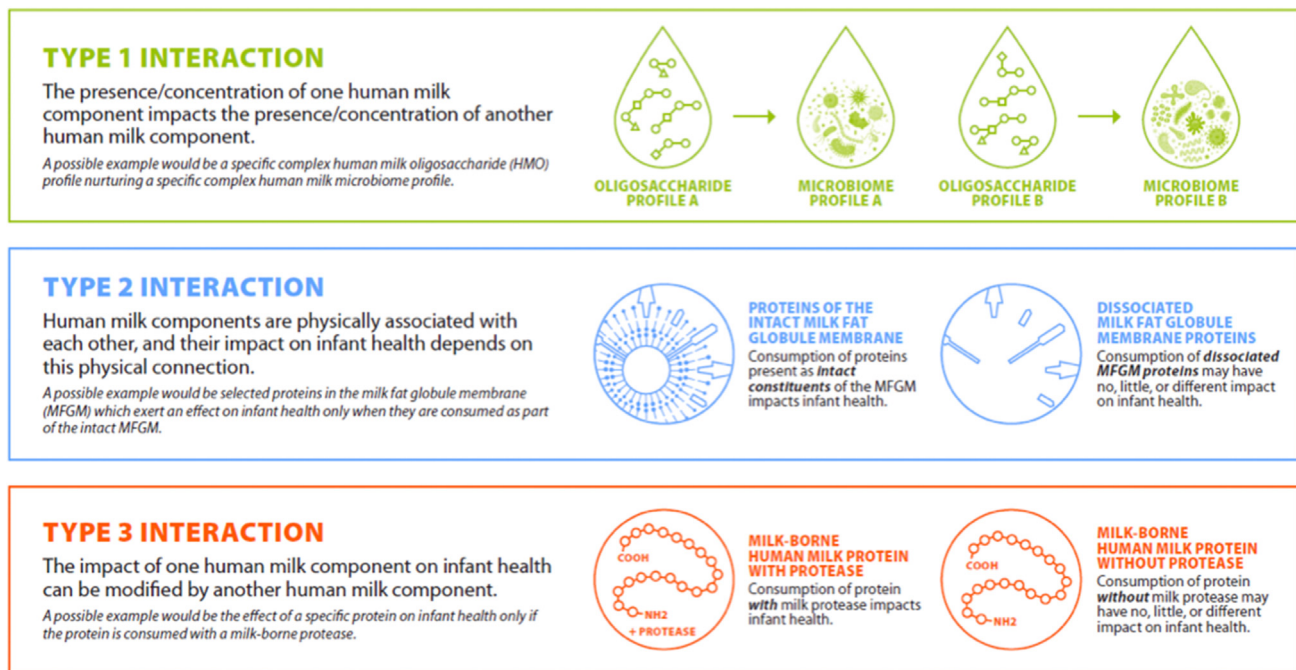 TYPE 1 INTERACTION
The presence/concentration of one human milk
component impacts the presence/concentration of another
human milk component.
A possible example would be a specific complex human milk oligosaccharide (HMO)
profile nurturing a specific complex human milk microbiome profile.
OLIGOSACCHARIDE
PROFILE A
MICROBIOME
PROFILE A
OLIGOSACCHARIDE
PROFILE B
MICROBIOME
PROFILE B
TYPE 2 INTERACTION
Human milk components are physically associated with
each other, and their impact on infant health depends on
this physical connection.
A possible example would be selected proteins in the milk fat globule membrane
(MFGM) which exert an effect on infant health only when they are consumed as part
of the intact MFGM.
PROTEINS OF THE
INTACT MILK FAT
GLOBULE MEMBRANE
Consumption of proteins
present as intact
constituents of the MFGM
impacts infant health.
DISSOCIATED
MILK FAT GLOBULE
MEMBRANE PROTEINS
Consumption of dissociated
MFGM proteins may have
no, little, or different impact
on infant health.
TYPE 3 INTERACTION
The impact of one human milk component on infant health
can be modified by another human milk component.
A possible example would be the effect of a specific protein on infant health only if
the protein is consumed with a milk-borne protease.
COOH
NH2
+ PROTEASE
MILK-BORNE
HUMAN MILK PROTEIN
WITH PROTEASE
Consumption of protein
with milk protease impacts
infant health.
COOH
NH2
MILK-BORNE
HUMAN MILK PROTEIN
WITHOUT PROTEASE
Consumption of protein
without milk protease may
have no, little, or different
impact on infant health.